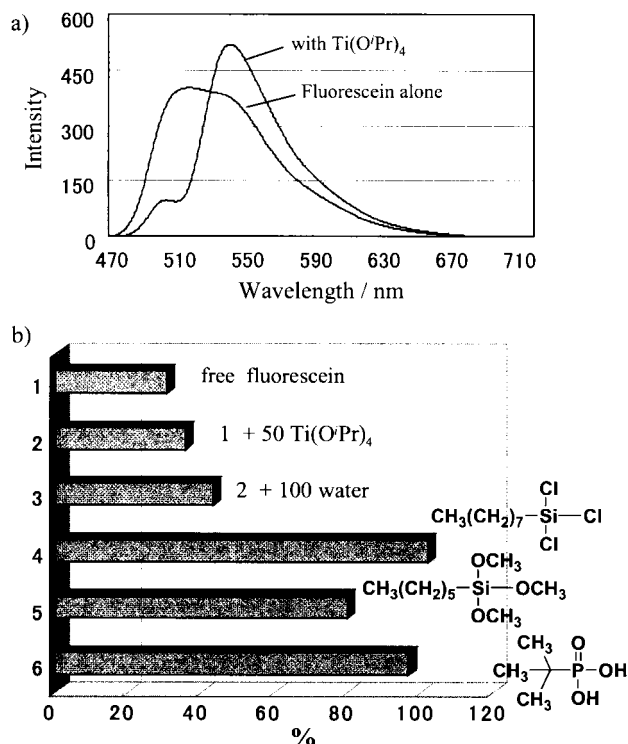 a)
600
450
300
150
0
Intensity
with Ti(OⁱPr)₄
Fluorescein alone
470 510 550 590 630 670 710
Wavelength / nm
b)
1 free fluorescein
2 1 + 50 Ti(OⁱPr)₄
3 2 + 100 water
4
5
6
Cl
CH₃(CH₂)₇—Si—Cl
Cl
OCH₃
CH₃(CH₂)₅—Si—OCH₃
OCH₃
CH₃ O
CH₃ P—OH
CH₃ OH
0 20 40 60 80 100 120
%